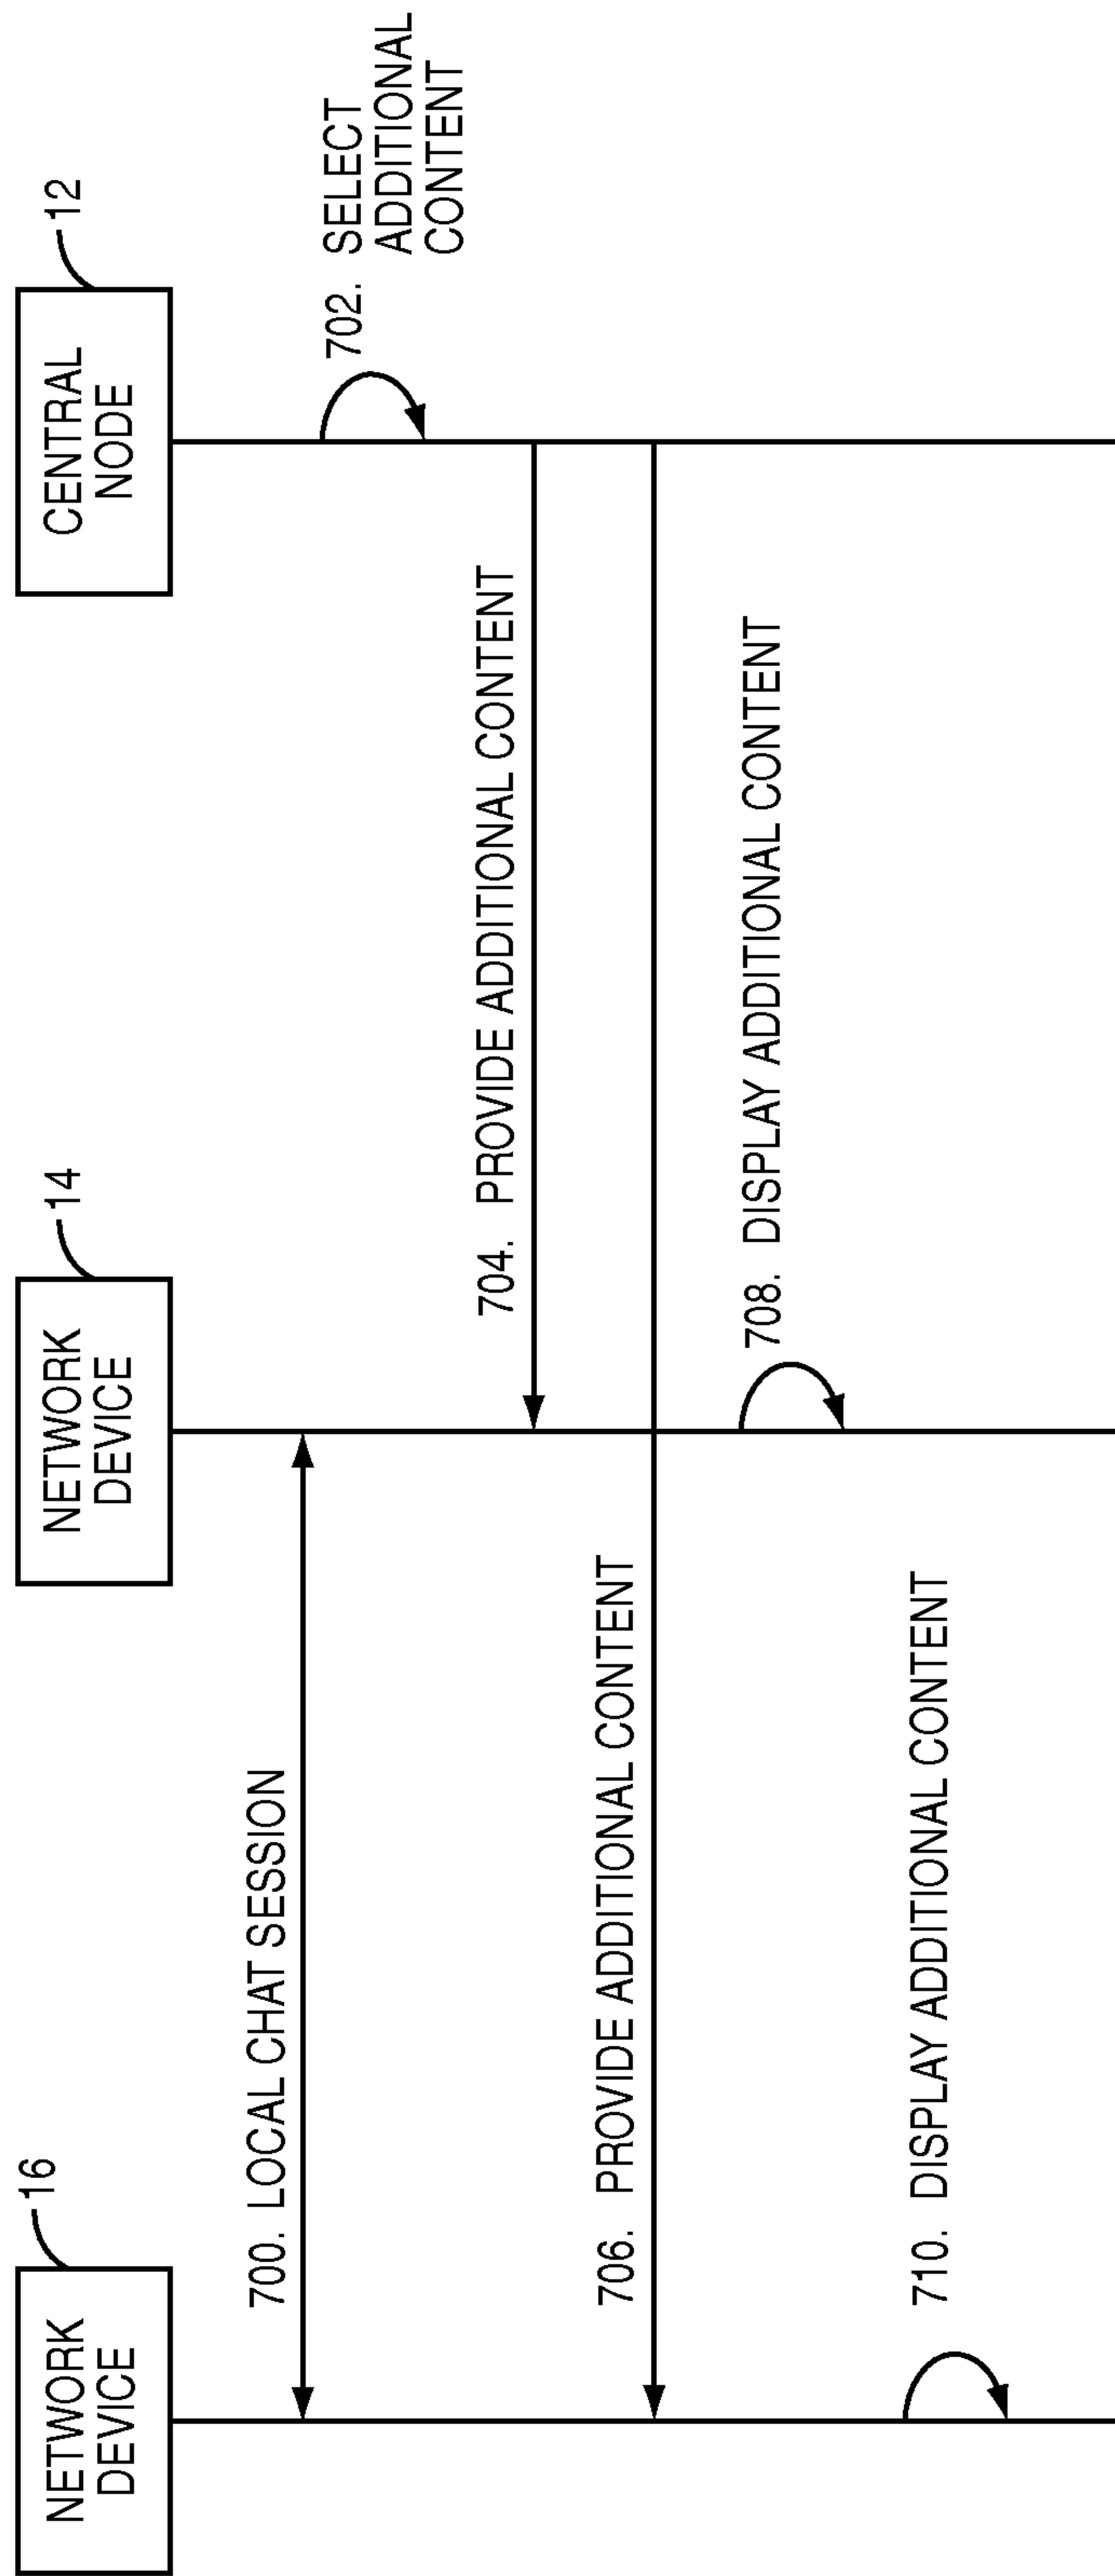 NETWORK
DEVICE
16
NETWORK
DEVICE
14
CENTRAL
NODE
12
700. LOCAL CHAT SESSION
702. SELECT
ADDITIONAL
CONTENT
704. PROVIDE ADDITIONAL CONTENT
706. PROVIDE ADDITIONAL CONTENT
708. DISPLAY ADDITIONAL CONTENT
710. DISPLAY ADDITIONAL CONTENT